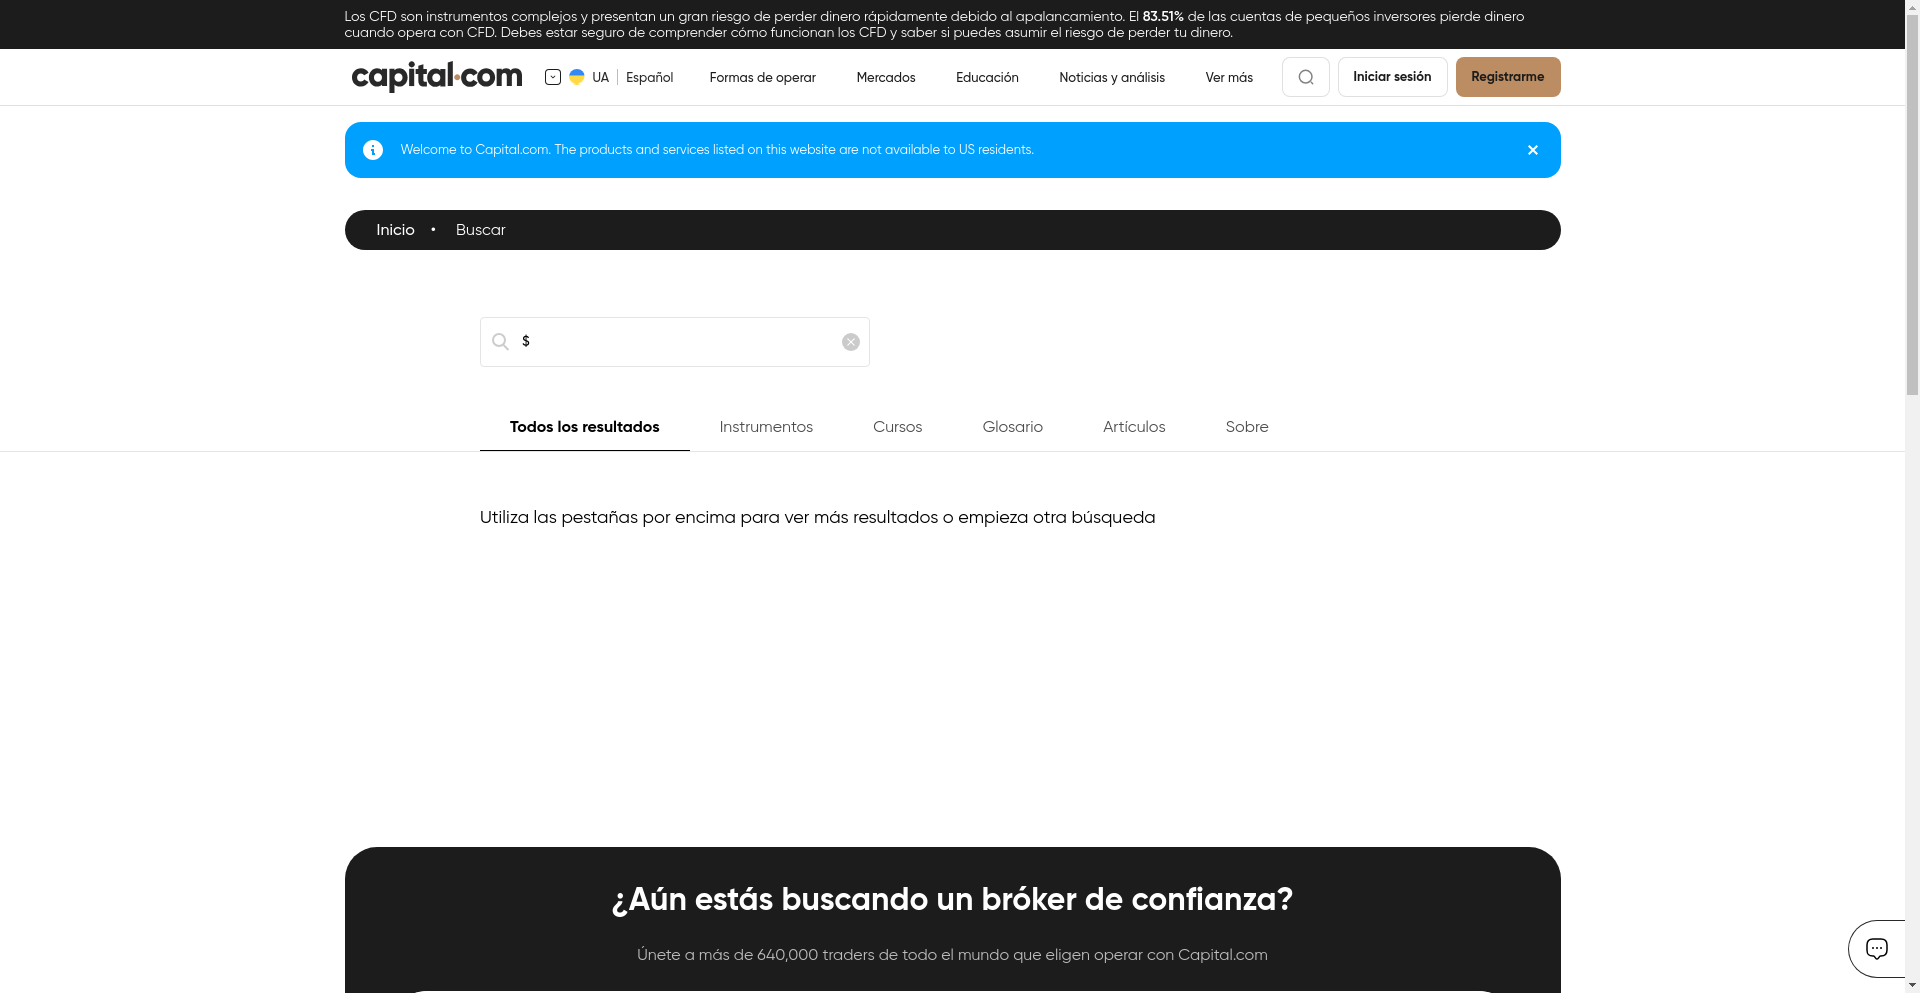 Los CFD son instrumentos complejos y presentan un gran riesgo de perder dinero rápidamente debido al apalancamiento. El 83.51% de las cuentas de pequeños inversores pierde dinero
cuando opera con CFD. Debes estar seguro de comprender cómo funcionan los CFD y saber si puedes asumir el riesgo de perder tu dinero.
capital.com UA Español Formas de operar Mercados Educación Noticias y análisis Ver más Iniciar sesión Registrarme
Welcome to Capital.com. The products and services listed on this website are not available to US residents.
Inicio • Buscar
$
Todos los resultados Instrumentos Cursos Glosario Artículos Sobre
Utiliza las pestañas por encima para ver más resultados o empieza otra búsqueda
¿Aún estás buscando un bróker de confianza?
Únete a más de 640,000 traders de todo el mundo que eligen operar con Capital.com